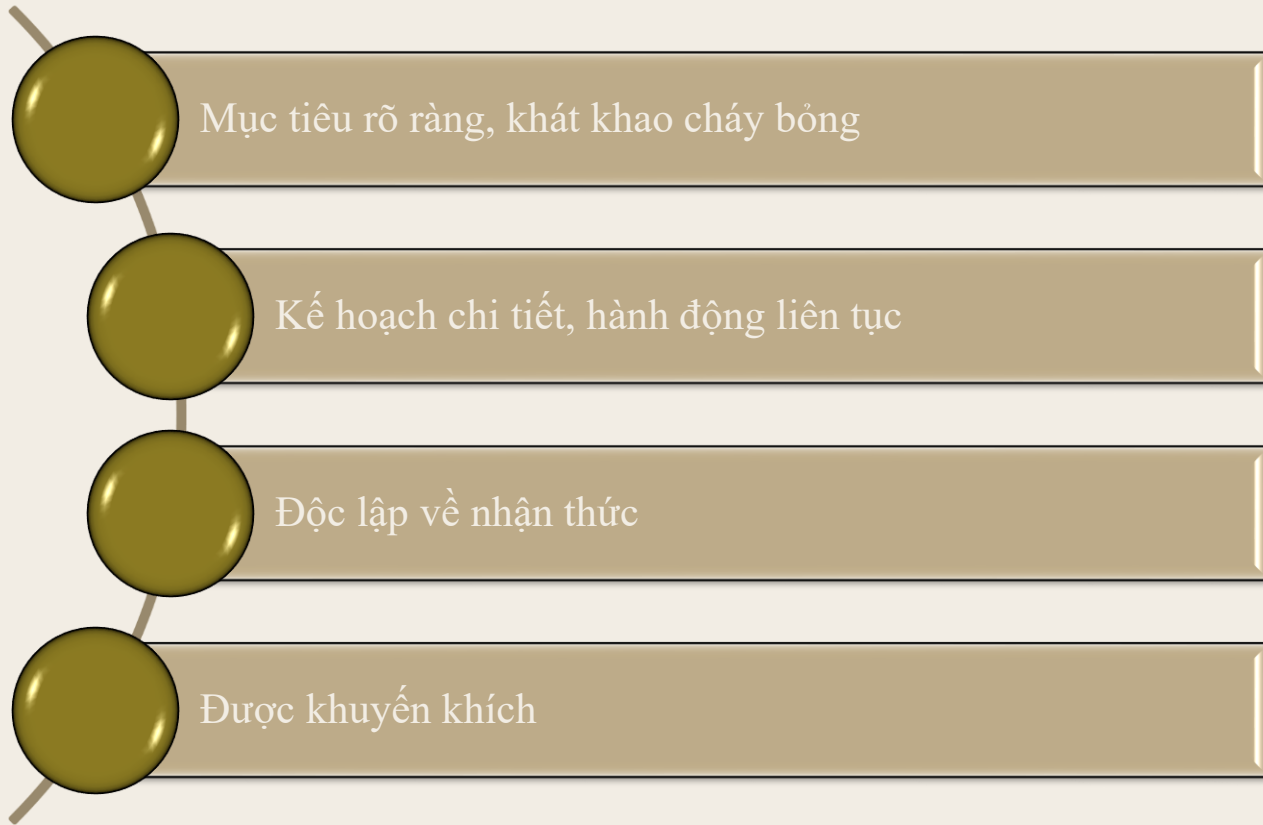 Mục tiêu rõ ràng, khát khao cháy bỏng
Kế hoạch chi tiết, hành động liên tục
Độc lập về nhận thức
Được khuyến khích